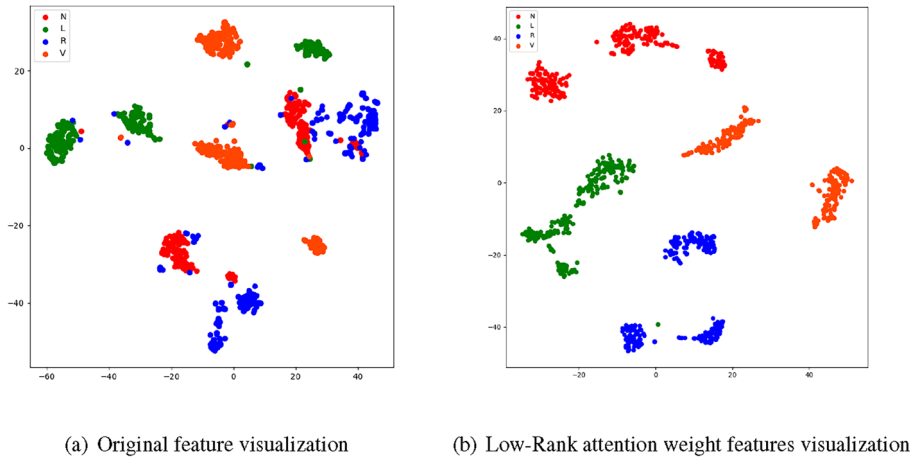 N
L
R
V
20
0
−20
−40
−60
−40
−20
0
20
40
N
L
R
V
40
20
0
−20
−40
−20
0
20
40
(a) Original feature visualization
(b) Low-Rank attention weight features visualization